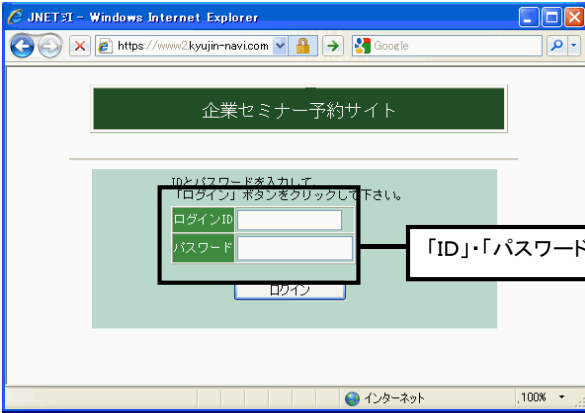 JNETｼｽﾃﾑ - Windows Internet Explorer
https://www2.kyujin-navi.com
Google
企業セミナー予約サイト
IDとパスワードを入力して、
「ログイン」ボタンをクリックして下さい。
ログインID
パスワード
「ID」・「パスワード
ログイン
インターネット
100%